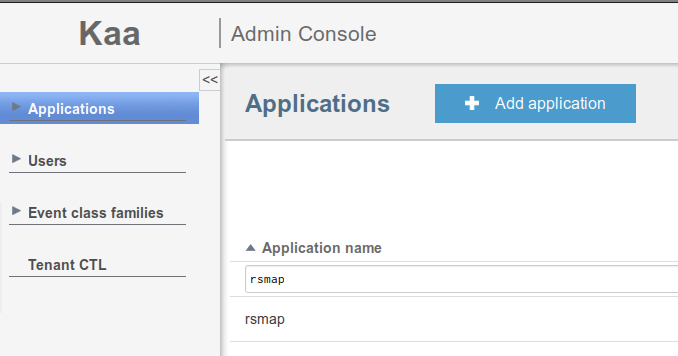 Kaa
Admin Console
<<
Applications
Users
Event class families
Tenant CTL
Applications
Add application
Application name
rsmap
rsmap